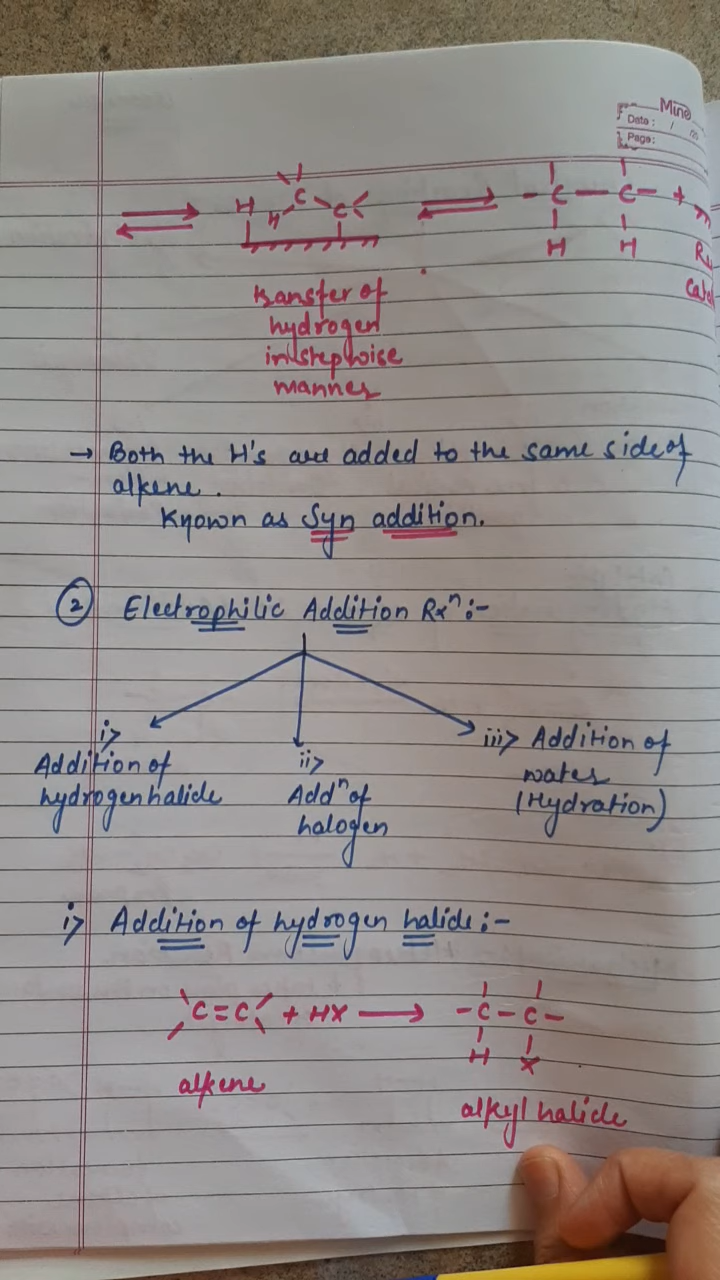 Mine
Date : / /20
Page:
H H C C ⇌ - C - C - +
H H
transfer of
hydrogen
in stepwise
manner
→ Both the H's are added to the same side of
alkene.
Known as Syn addition.
② Electrophilic Addition Rxⁿ:-
i>
Addition of
hydrogen halide
ii>
Addⁿ of
halogen
iii> Addition of
water
(Hydration)
i> Addition of hydrogen halide:-
C=C + HX → -C-C-
H X
alkene
alkyl halide